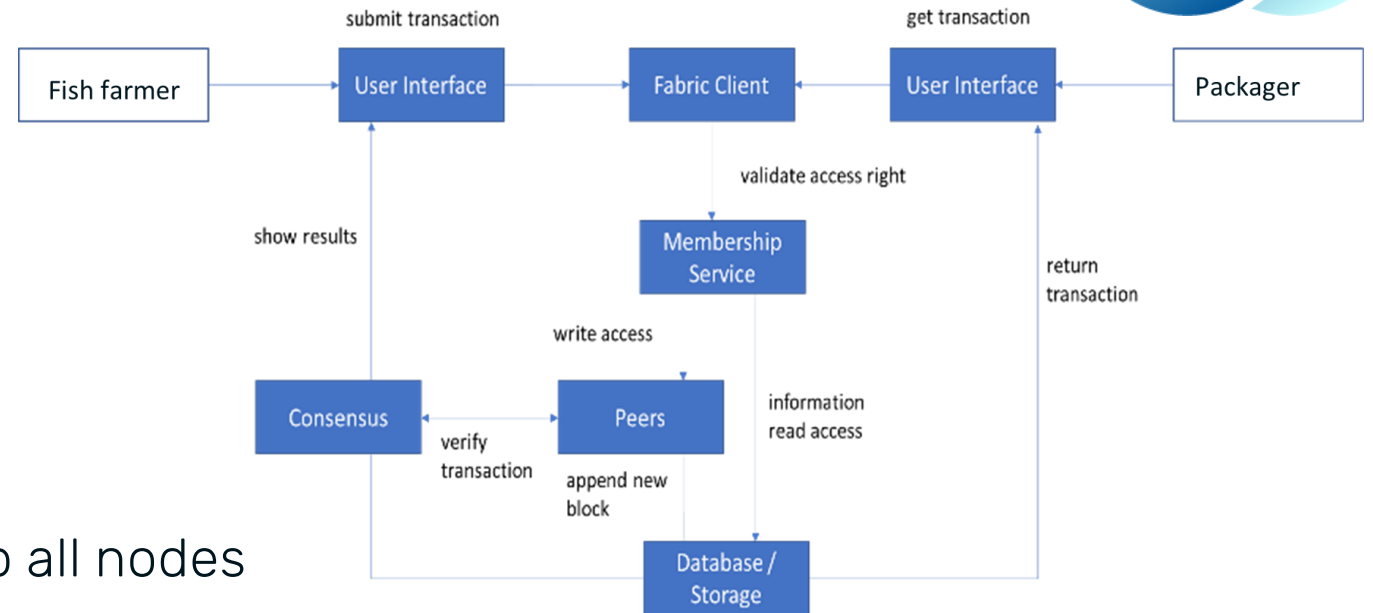 submit transaction
get transaction
Fish farmer
User Interface
Fabric Client
User Interface
Packager
validate access right
Membership
Service
show results
return
transaction
write access
Consensus
Peers
information
read access
verify
transaction
append new
block
all nodes
Database /
Storage